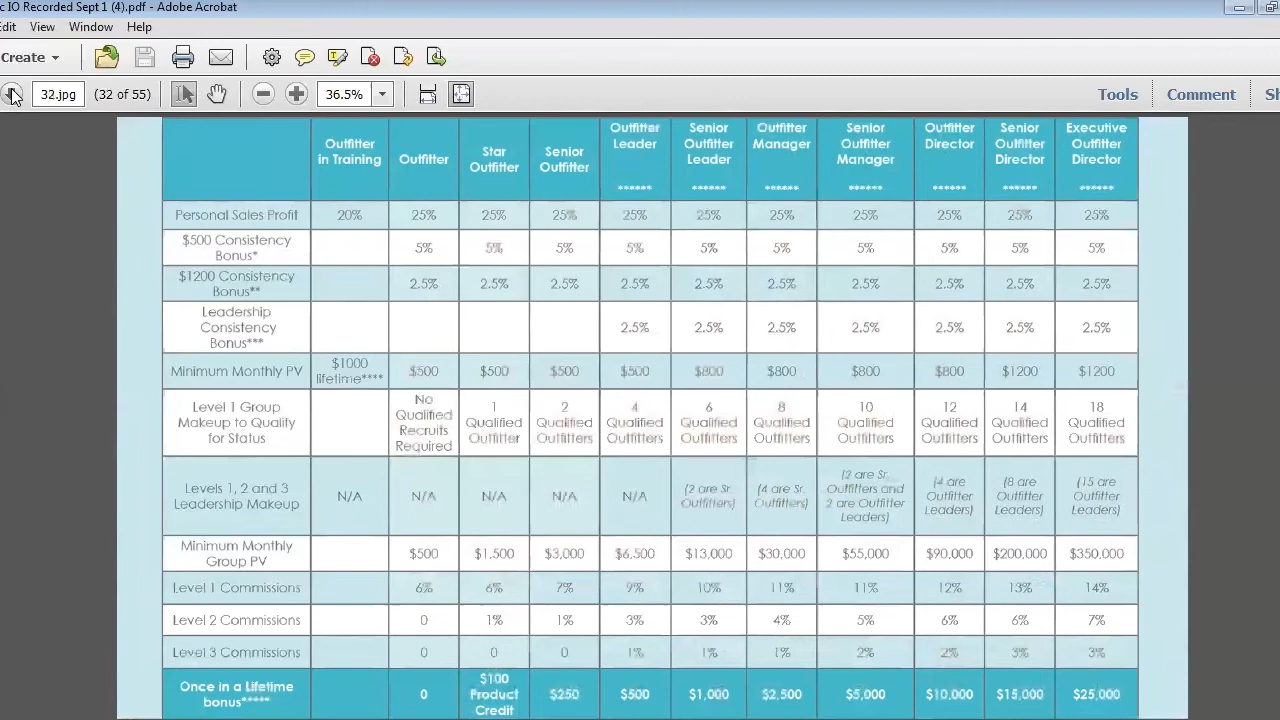 c IO Recorded Sept 1 (4).pdf - Adobe Acrobat
Edit View Window Help
Create
32.jpg (32 of 55) 36.5% Tools Comment Sh
Outfitter in Training Outfitter Star Outfitter Senior Outfitter Outfitter Leader ****** Senior Outfitter Leader ****** Outfitter Manager ****** Senior Outfitter Manager ****** Outfitter Director ****** Senior Outfitter Director ****** Executive Outfitter Director ******
Personal Sales Profit 20% 25% 25% 25% 25% 25% 25% 25% 25% 25% 25%
$500 Consistency Bonus* 5% 5% 5% 5% 5% 5% 5% 5% 5% 5%
$1200 Consistency Bonus** 2.5% 2.5% 2.5% 2.5% 2.5% 2.5% 2.5% 2.5% 2.5% 2.5%
Leadership Consistency Bonus*** 2.5% 2.5% 2.5% 2.5% 2.5% 2.5% 2.5%
Minimum Monthly PV $1000 lifetime**** $500 $500 $500 $500 $800 $800 $800 $800 $1200 $1200
Level 1 Group Makeup to Qualify for Status No Qualified Recruits Required 1 Qualified Outfitter 2 Qualified Outfitters 4 Qualified Outfitters 6 Qualified Outfitters 8 Qualified Outfitters 10 Qualified Outfitters 12 Qualified Outfitters 14 Qualified Outfitters 18 Qualified Outfitters
Levels 1, 2 and 3 Leadership Makeup N/A N/A N/A N/A N/A (2 are Sr. Outfitters) (4 are Sr. Outfitters) (2 are Sr. Outfitters and 2 are Outfitter Leaders) (4 are Outfitter Leaders) (8 are Outfitter Leaders) (15 are Outfitter Leaders)
Minimum Monthly Group PV $500 $1,500 $3,000 $6,500 $13,000 $30,000 $55,000 $90,000 $200,000 $350,000
Level 1 Commissions 6% 6% 7% 9% 10% 11% 11% 12% 13% 14%
Level 2 Commissions 0 1% 1% 3% 3% 4% 5% 6% 6% 7%
Level 3 Commissions 0 0 0 1% 1% 1% 2% 2% 3% 3%
Once in a Lifetime bonus***** 0 $100 Product Credit $250 $500 $1,000 $2,500 $5,000 $10,000 $15,000 $25,000